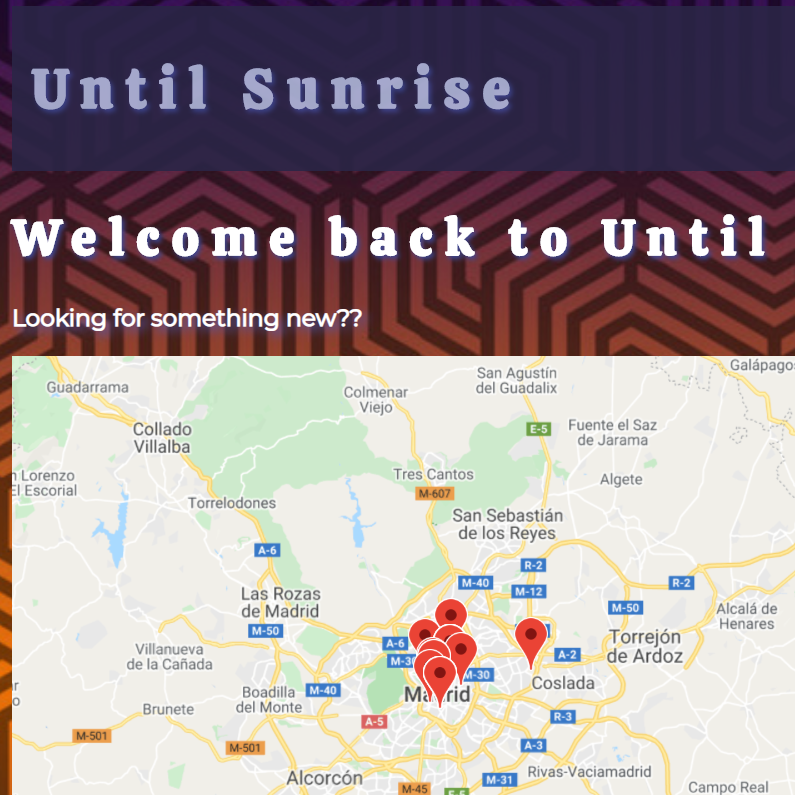 Until Sunrise
Welcome back to Until
Looking for something new??
Galápagos
San Agustín
del Guadalix
Guadarrama
Colmenar
Viejo
Collado
Villalba
E-5
Fuente el Saz
de Jarama
Lorenzo
El Escorial
Tres Cantos
Algete
M-607
Torrelodones
San Sebastián
de los Reyes
A-6
R-2
M-40
M-12
R-2
Las Rozas
de Madrid
M-50
Alcalá de
Henares
M-50
A-6
Torrejón
de Ardoz
Villanueva
de la Cañada
A-2
M-30
Coslada
Boadilla
del Monte
M-40
Madrid
Brunete
A-5
R-3
M-501
M-501
A-3
Alcorcón
M-31
Rivas-Vaciamadrid
M-45
E-5
Campo Real